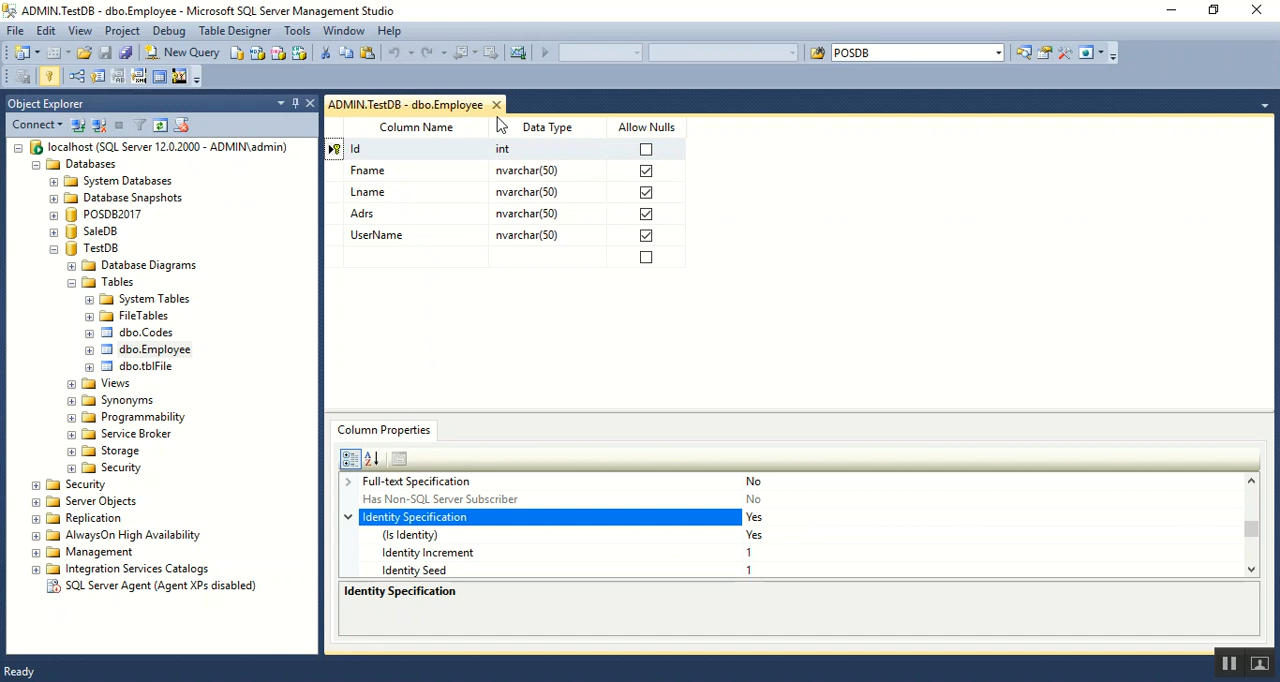 ADMIN.TestDB - dbo.Employee - Microsoft SQL Server Management Studio
File Edit View Project Debug Table Designer Tools Window Help
New Query POSDB
Object Explorer
Connect
localhost (SQL Server 12.0.2000 - ADMIN\admin)
Databases
System Databases
Database Snapshots
POSDB2017
SaleDB
TestDB
Database Diagrams
Tables
System Tables
FileTables
dbo.Codes
dbo.Employee
dbo.tblFile
Views
Synonyms
Programmability
Service Broker
Storage
Security
Security
Server Objects
Replication
AlwaysOn High Availability
Management
Integration Services Catalogs
SQL Server Agent (Agent XPs disabled)
ADMIN.TestDB - dbo.Employee
Column Name Data Type Allow Nulls
Id int
Fname nvarchar(50)
Lname nvarchar(50)
Adrs nvarchar(50)
UserName nvarchar(50)
Column Properties
Full-text Specification No
Has Non-SQL Server Subscriber No
Identity Specification Yes
(Is Identity) Yes
Identity Increment 1
Identity Seed 1
Identity Specification
Ready